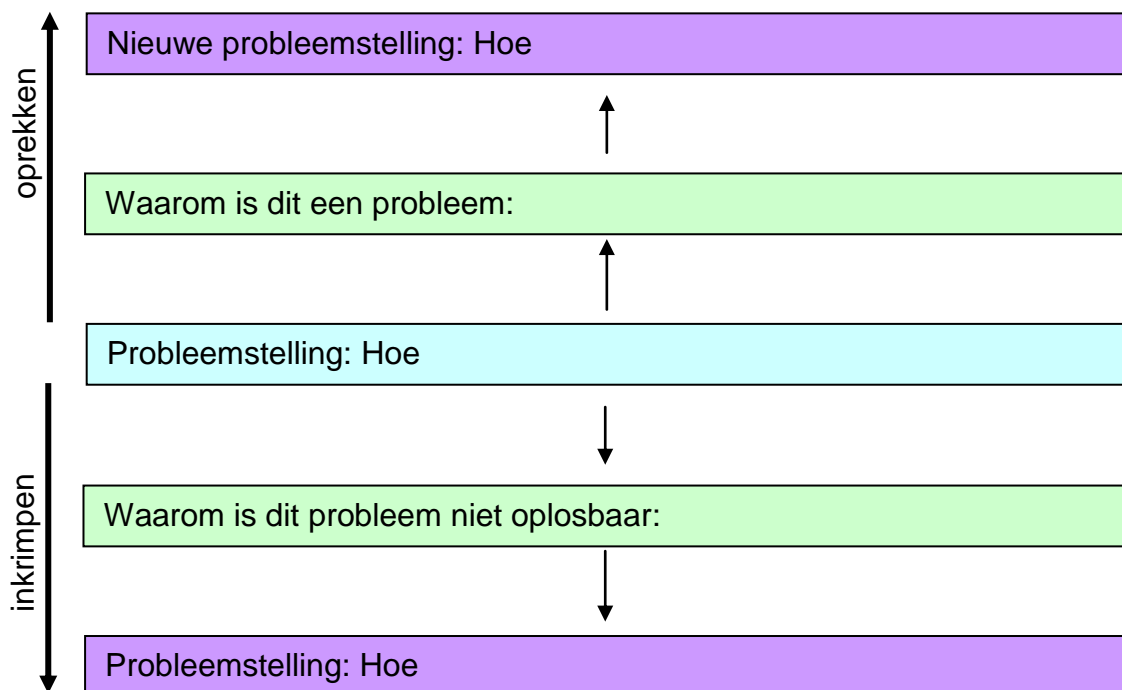 oprekken
Nieuwe probleemstelling: Hoe
Waarom is dit een probleem:
Probleemstelling: Hoe
inkrimpen
Waarom is dit probleem niet oplosbaar:
Probleemstelling: Hoe